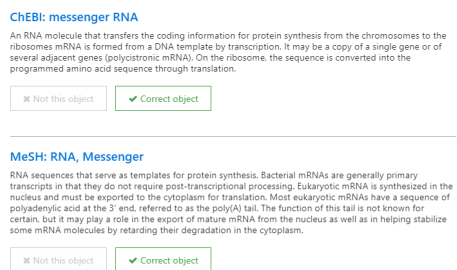 ChEBI: messenger RNA
An RNA molecule that transfers the coding information for protein synthesis from the chromosomes to the
ribosomes mRNA is formed from a DNA template by transcription. It may be a copy of a single gene or of
several adjacent genes (polycistronic mRNA). On the ribosome, the sequence is converted into the
programmed amino acid sequence through translation.
✖ Not this object ✔ Correct object
MeSH: RNA, Messenger
RNA sequences that serve as templates for protein synthesis. Bacterial mRNAs are generally primary
transcripts in that they do not require post-transcriptional processing. Eukaryotic mRNA is synthesized in the
nucleus and must be exported to the cytoplasm for translation. Most eukaryotic mRNAs have a sequence of
polyadenylic acid at the 3' end, referred to as the poly(A) tail. The function of this tail is not known for
certain, but it may play a role in the export of mature mRNA from the nucleus as well as in helping stabilize
some mRNA molecules by retarding their degradation in the cytoplasm.
✖ Not this object ✔ Correct object